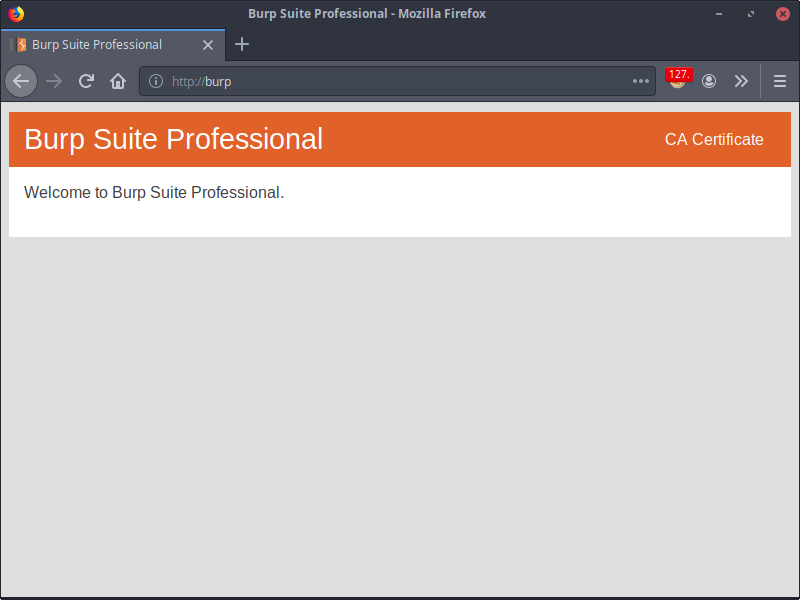 Burp Suite Professional - Mozilla Firefox
Burp Suite Professional
http://burp
127.
Burp Suite Professional
CA Certificate
Welcome to Burp Suite Professional.